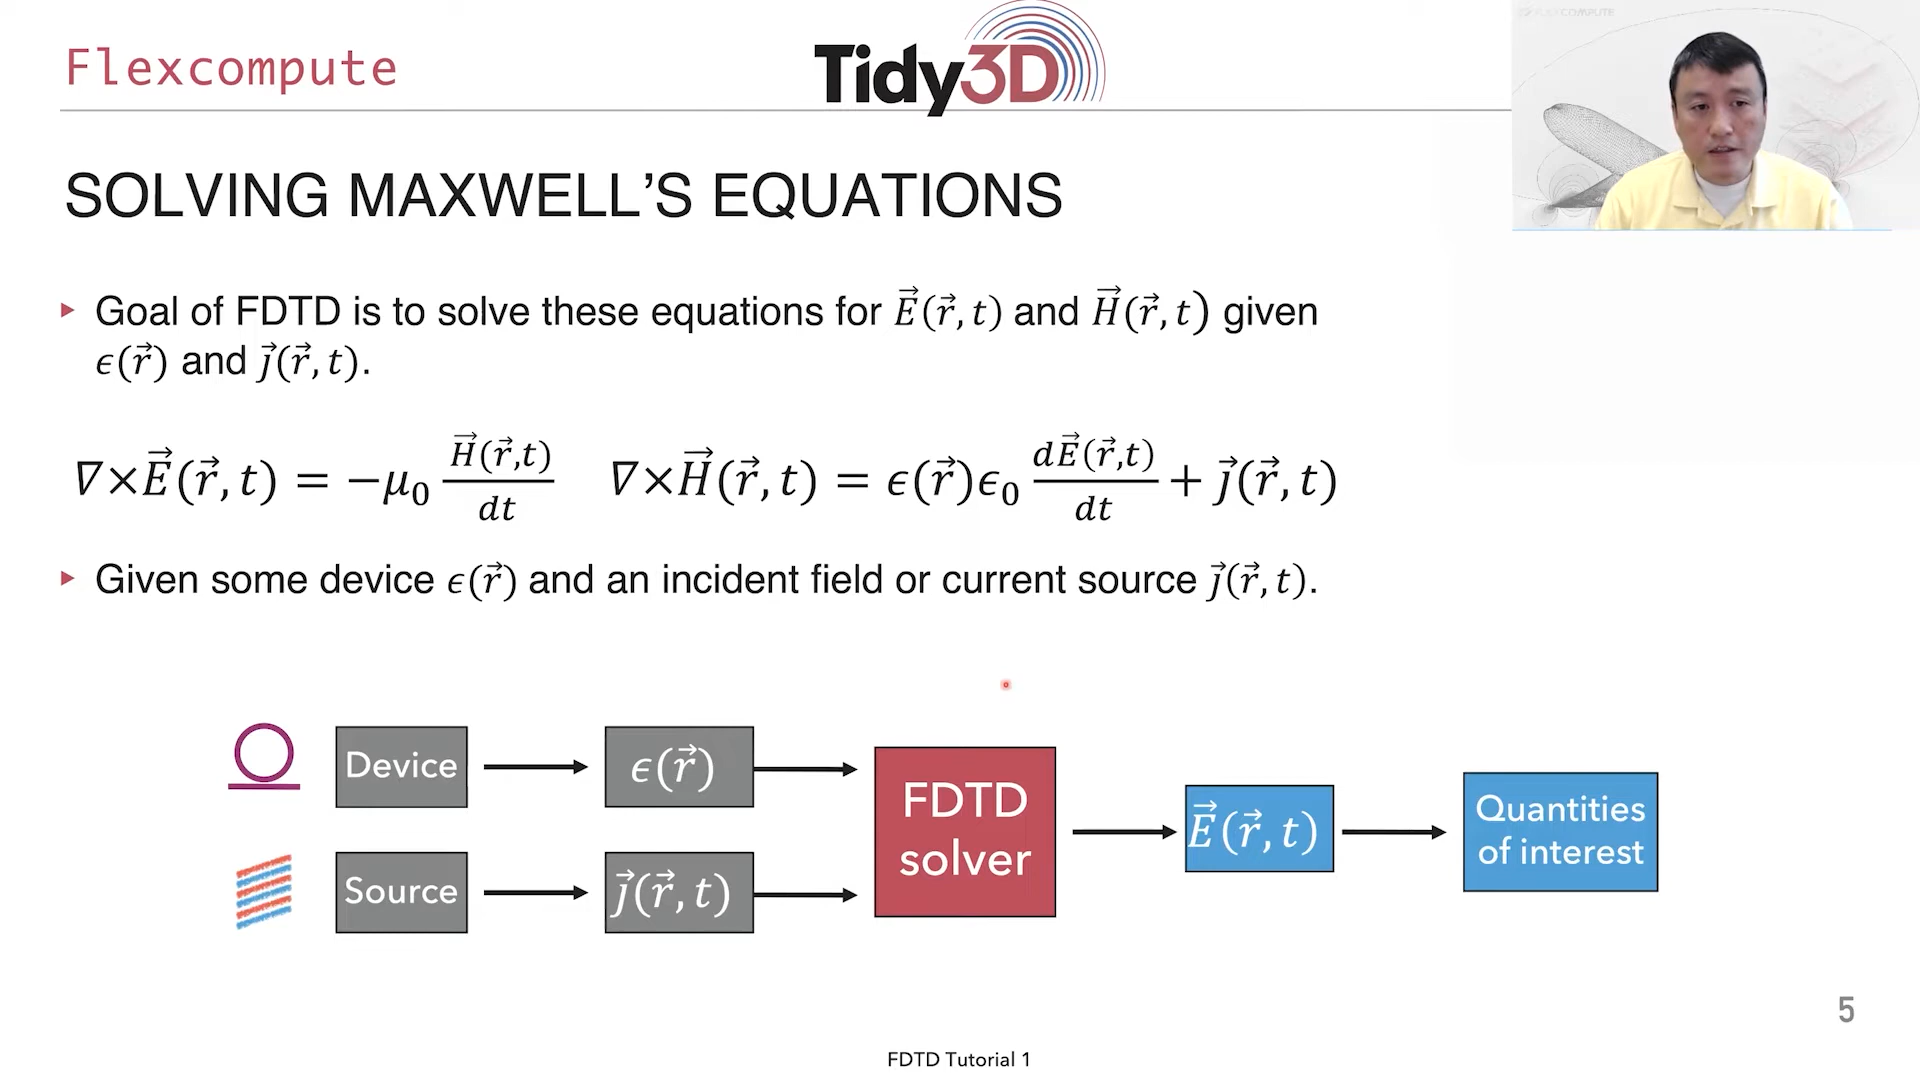 Flexcompute
Tidy3D
FLEXCOMPUTE
SOLVING MAXWELL'S EQUATIONS
▸ Goal of FDTD is to solve these equations for E⃗(r⃗, t) and H⃗(r⃗, t) given
ϵ(r⃗) and ȷ⃗(r⃗, t).
∇×E⃗(r⃗, t) = −μ₀ H⃗(r⃗,t)/dt    ∇×H⃗(r⃗, t) = ϵ(r⃗)ϵ₀ dE⃗(r⃗,t)/dt + ȷ⃗(r⃗, t)
▸ Given some device ϵ(r⃗) and an incident field or current source ȷ⃗(r⃗, t).
Device
ϵ(r⃗)
Source
ȷ⃗(r⃗, t)
FDTD
solver
E⃗(r⃗, t)
Quantities
of interest
5
FDTD Tutorial 1